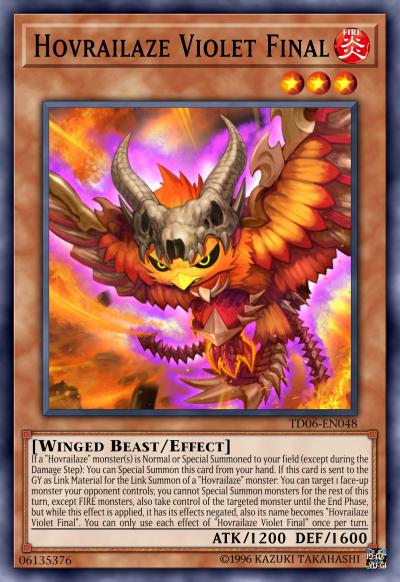 Hovrailaze Violet Final
FIRE
炎
TD06-EN048
[Winged Beast/Effect]
If a "Hovrailaze" monster(s) is Normal or Special Summoned to your field (except during the
Damage Step): You can Special Summon this card from your hand. If this card is sent to the
GY as Link Material for the Link Summon of a "Hovrailaze" monster: You can target 1 face-up
monster your opponent controls; you cannot Special Summon monsters for the rest of this
turn, except FIRE monsters, also take control of the targeted monster until the End Phase,
but while this effect is applied, it has its effects negated, also its name becomes "Hovrailaze
Violet Final". You can only use each effect of "Hovrailaze Violet Final" once per turn.
ATK/1200 DEF/1600
06135376
©1996 KAZUKI TAKAHASHI